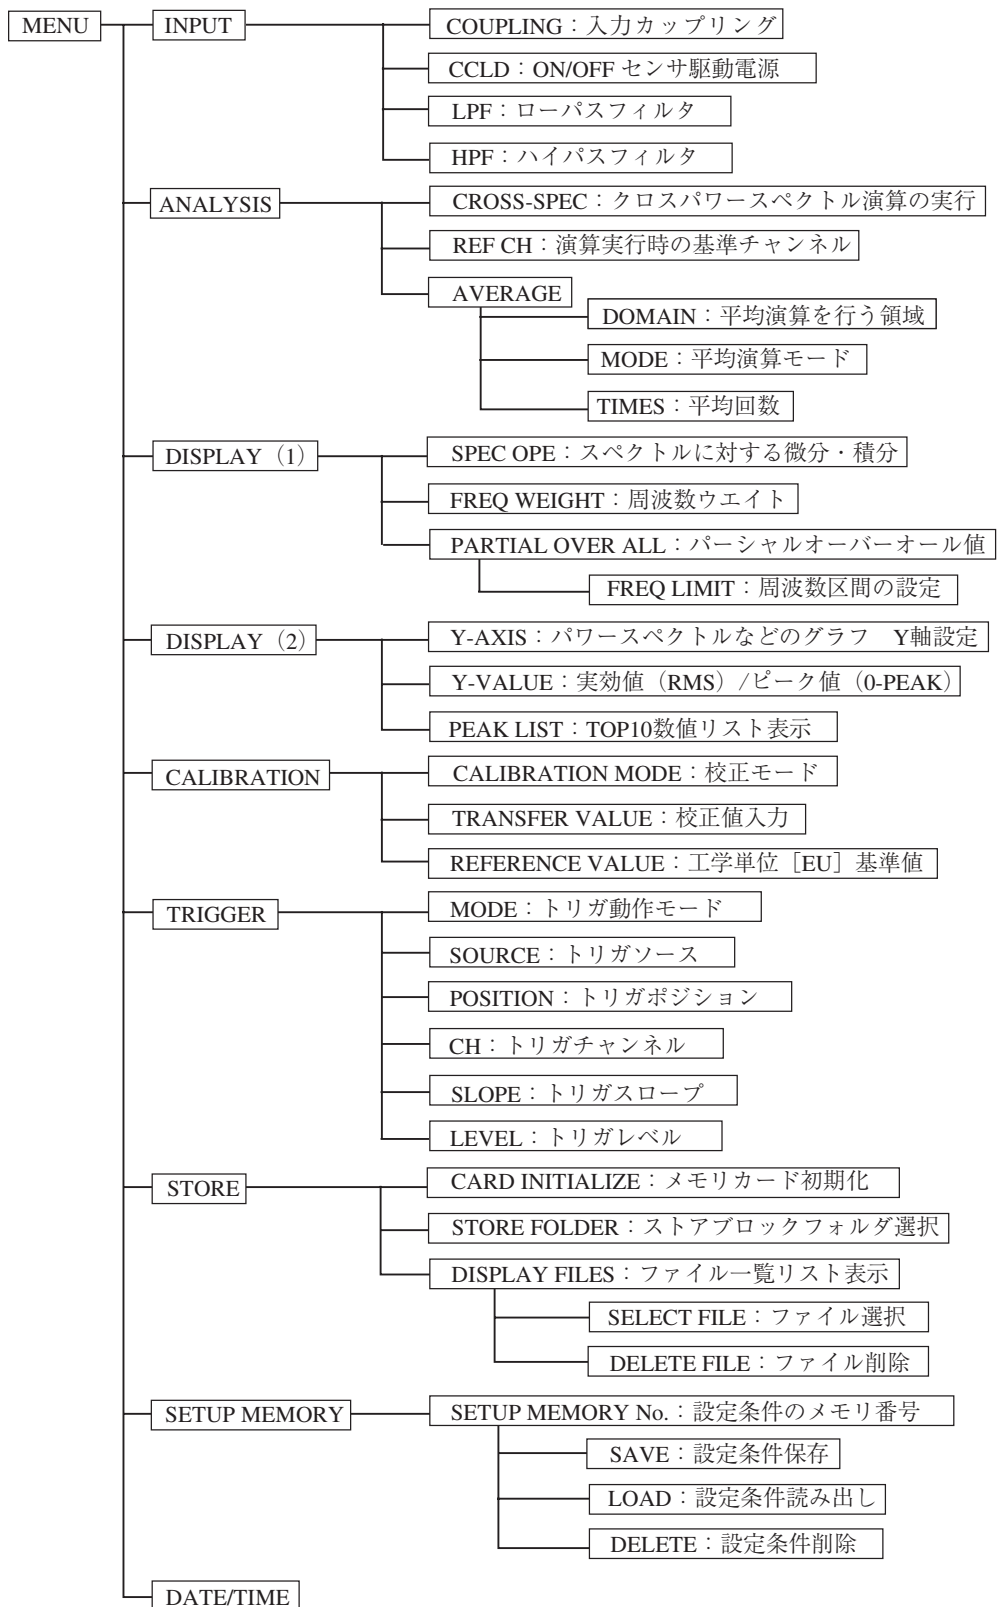 MENU
INPUT
COUPLING：入力カップリング
CCLD：ON/OFF センサ駆動電源
LPF：ローパスフィルタ
HPF：ハイパスフィルタ
ANALYSIS
CROSS-SPEC：クロスパワースペクトル演算の実行
REF CH：演算実行時の基準チャンネル
AVERAGE
DOMAIN：平均演算を行う領域
MODE：平均演算モード
TIMES：平均回数
DISPLAY（1）
SPEC OPE：スペクトルに対する微分・積分
FREQ WEIGHT：周波数ウエイト
PARTIAL OVER ALL：パーシャルオーバーオール値
FREQ LIMIT：周波数区間の設定
DISPLAY（2）
Y-AXIS：パワースペクトルなどのグラフ　Y軸設定
Y-VALUE：実効値（RMS）/ピーク値（0-PEAK）
PEAK LIST：TOP10数値リスト表示
CALIBRATION
CALIBRATION MODE：校正モード
TRANSFER VALUE：校正値入力
REFERENCE VALUE：工学単位［EU］基準値
TRIGGER
MODE：トリガ動作モード
SOURCE：トリガソース
POSITION：トリガポジション
CH：トリガチャンネル
SLOPE：トリガスロープ
LEVEL：トリガレベル
STORE
CARD INITIALIZE：メモリカード初期化
STORE FOLDER：ストアブロックフォルダ選択
DISPLAY FILES：ファイル一覧リスト表示
SELECT FILE：ファイル選択
DELETE FILE：ファイル削除
SETUP MEMORY
SETUP MEMORY No.：設定条件のメモリ番号
SAVE：設定条件保存
LOAD：設定条件読み出し
DELETE：設定条件削除
DATE/TIME